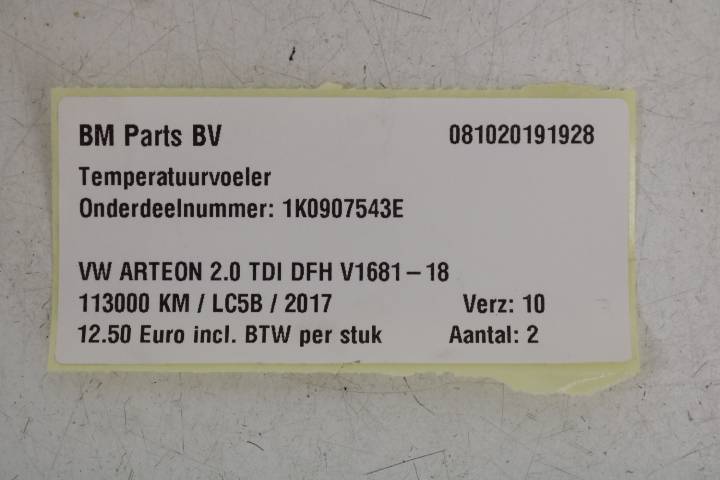 BM Parts BV 081020191928
Temperatuurvoeler
Onderdeelnummer: 1K0907543E
VW ARTEON 2.0 TDI DFH V1681-18
113000 KM / LC5B / 2017 Verz: 10
12.50 Euro incl. BTW per stuk Aantal: 2